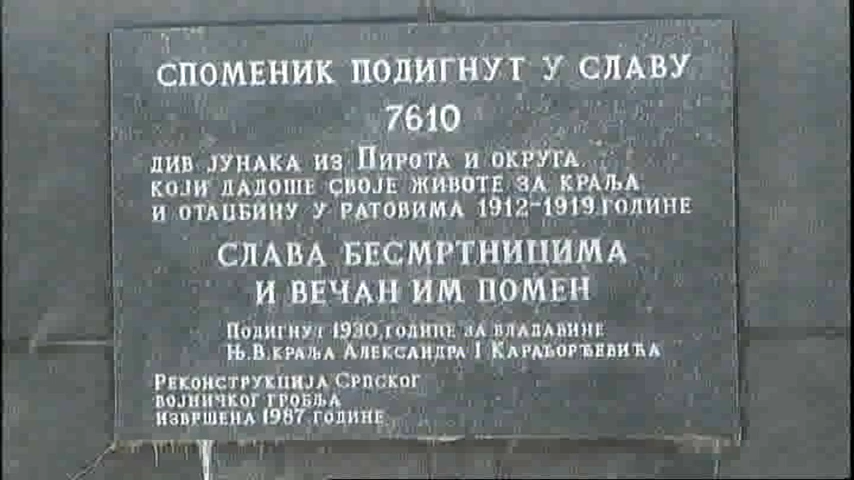 СПОМЕНИК ПОДИГНУТ У СЛАВУ
7610
ДИВ ЈУНАКА ИЗ ПИРОТА И ОКРУГА
КОЈИ ДАДОШЕ СВОЈЕ ЖИВОТЕ ЗА КРАЉА
И ОТАЏБИНУ У РАТОВИМА 1912-1919.ГОДИНЕ
СЛАВА БЕСМРТНИЦИМА
И ВЕЧАН ИМ ПОМЕН
ПОДИГНУТ 1930.ГОДИНЕ ЗА ВЛАДАВИНЕ
Њ.В.КРАЉА АЛЕКСАНДРА I КАРАЂОРЂЕВИЋА
РЕКОНСТРУКЦИЈА СРПСКОГ
ВОЈНИЧКОГ ГРОБЉА
ИЗВРШЕНА 1987.ГОДИНЕ